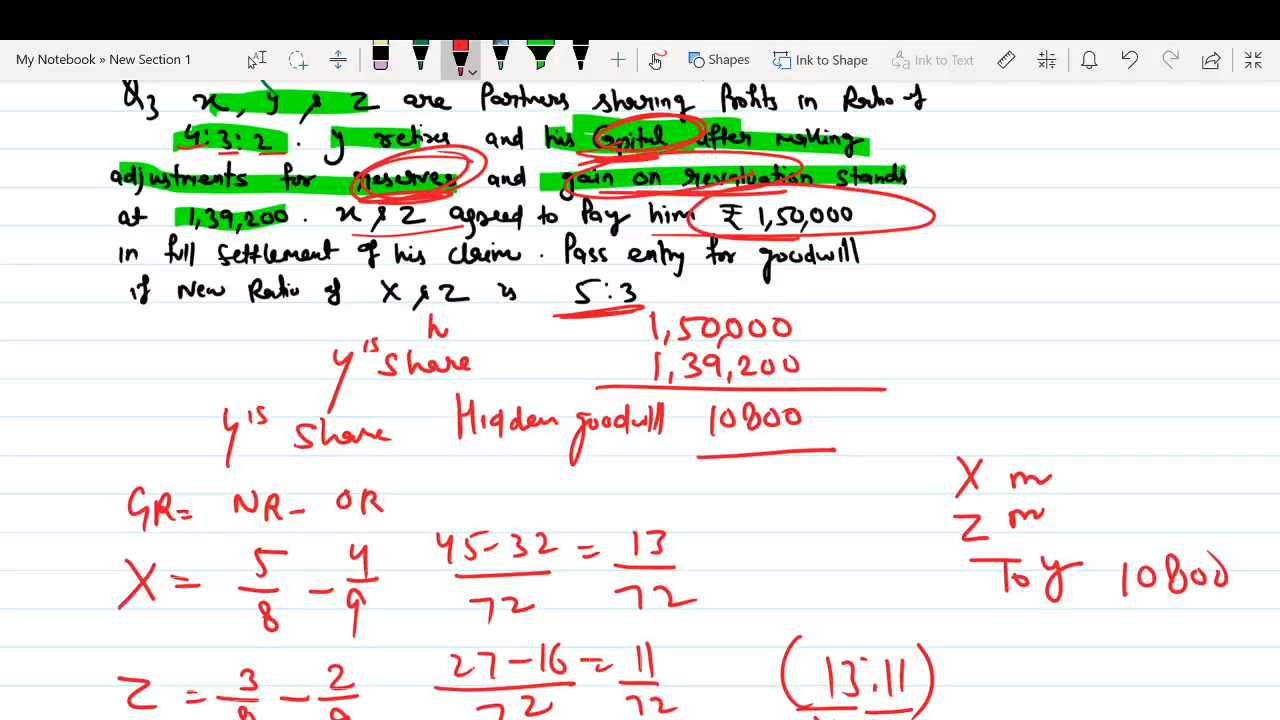 My Notebook » New Section 1
Shapes
Ink to Shape
Ink to Text
Q3 x, y, & Z are Partners sharing Profits in Ratio of
4:3:2. y retires and his Capital after making
adjustments for reserves and gain on revaluation stands
at 1,39,200. x & Z agreed to Pay him ₹ 1,50,000
in full settlement of his claim. Pass entry for goodwill
if New Ratio of X & Z is 5:3
1,50,000
y's share 1,39,200
y's share Hidden goodwill 10800
GR= NR- OR
X = 5/8 - 4/9 45-32/72 = 13/72
Z = 3/8 - 2/9 27-16/72 = 11/72 (13:11)
X
Z
To y 10800